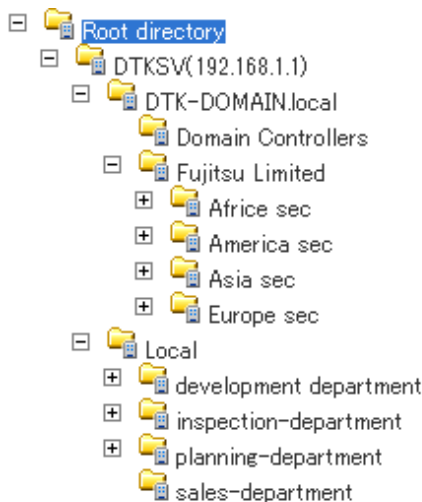 Root directory
DTKSV(192.168.1.1)
DTK-DOMAIN.local
Domain Controllers
Fujitsu Limited
Africe sec
America sec
Asia sec
Europe sec
Local
development department
inspection-department
planning-department
sales-department